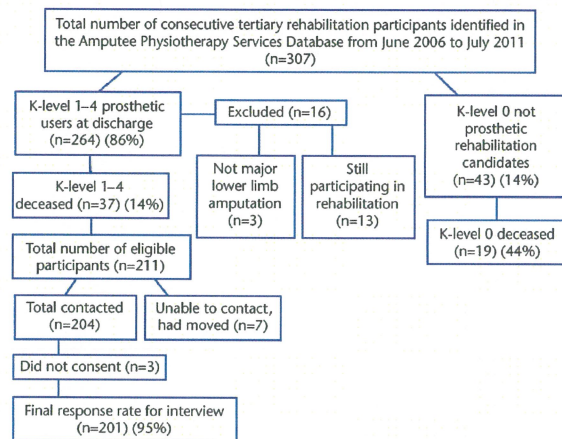 Total number of consecutive tertiary rehabilitation participants identified in
the Amputee Physiotherapy Services Database from June 2006 to July 2011
(n=307)
K-level 1–4 prosthetic
users at discharge
(n=264) (86%)
Excluded (n=16)
K-level 0 not
prosthetic
rehabilitation
candidates
(n=43) (14%)
Not major
lower limb
amputation
(n=3)
Still
participating in
rehabilitation
(n=13)
K-level 1–4
deceased (n=37) (14%)
K-level 0 deceased
(n=19) (44%)
Total number of eligible
participants (n=211)
Total contacted
(n=204)
Unable to contact,
had moved (n=7)
Did not consent (n=3)
Final response rate for interview
(n=201) (95%)